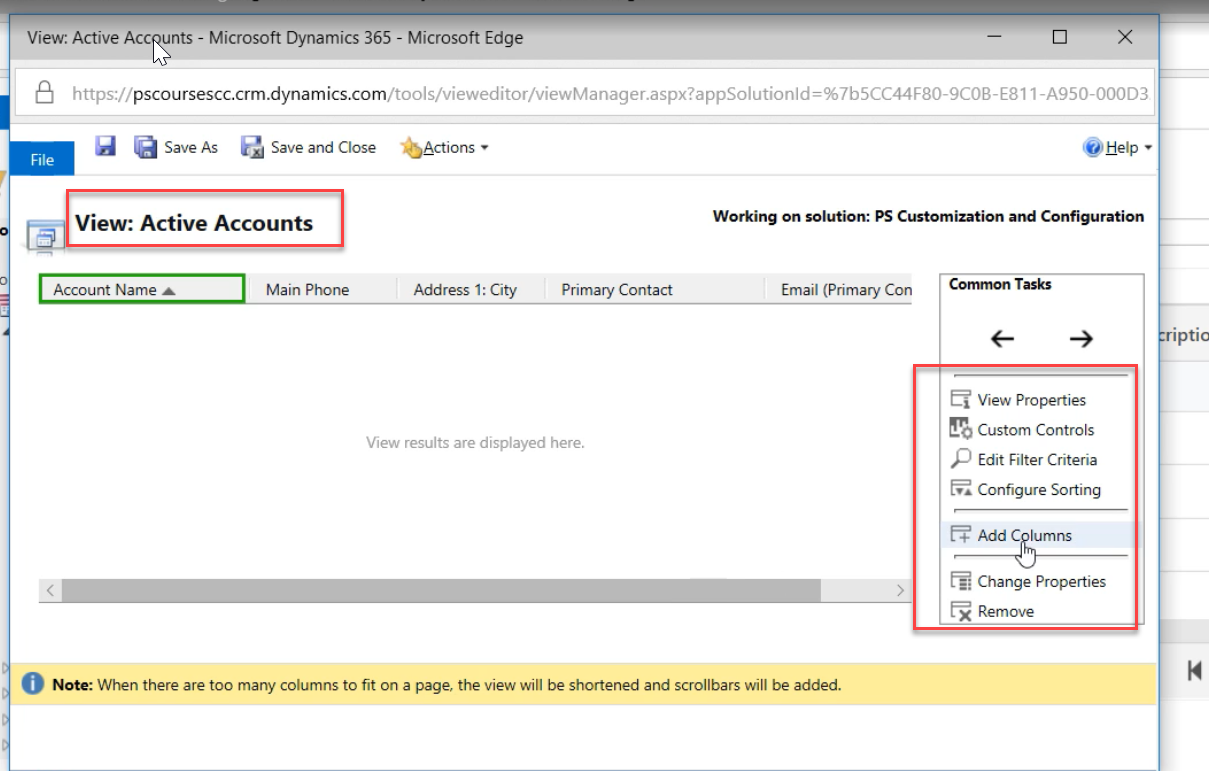 View: Active Accounts - Microsoft Dynamics 365 - Microsoft Edge
https://pscoursescc.crm.dynamics.com/tools/vieweditor/viewManager.aspx?appSolutionId=%7b5CC44F80-9C0B-E811-A950-000D3
File Save As Save and Close Actions Help
View: Active Accounts
Working on solution: PS Customization and Configuration
Account Name Main Phone Address 1: City Primary Contact Email (Primary Con
Common Tasks
View Properties
Custom Controls
Edit Filter Criteria
Configure Sorting
Add Columns
Change Properties
Remove
View results are displayed here.
Note: When there are too many columns to fit on a page, the view will be shortened and scrollbars will be added.